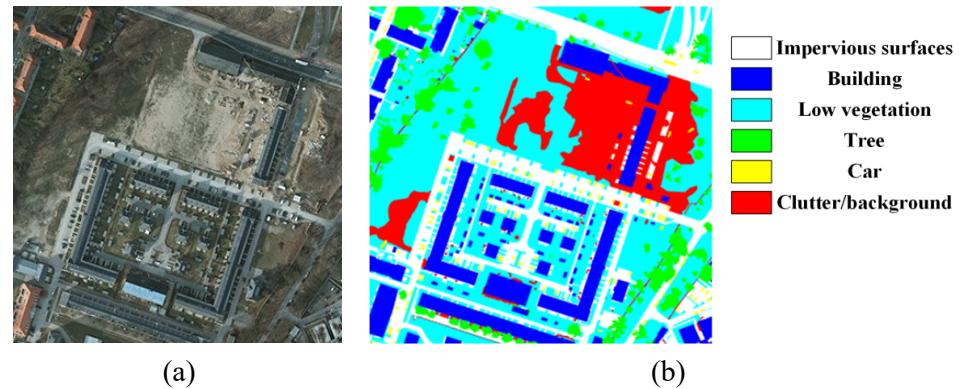 Impervious surfaces
Building
Low vegetation
Tree
Car
Clutter/background
(a)
(b)